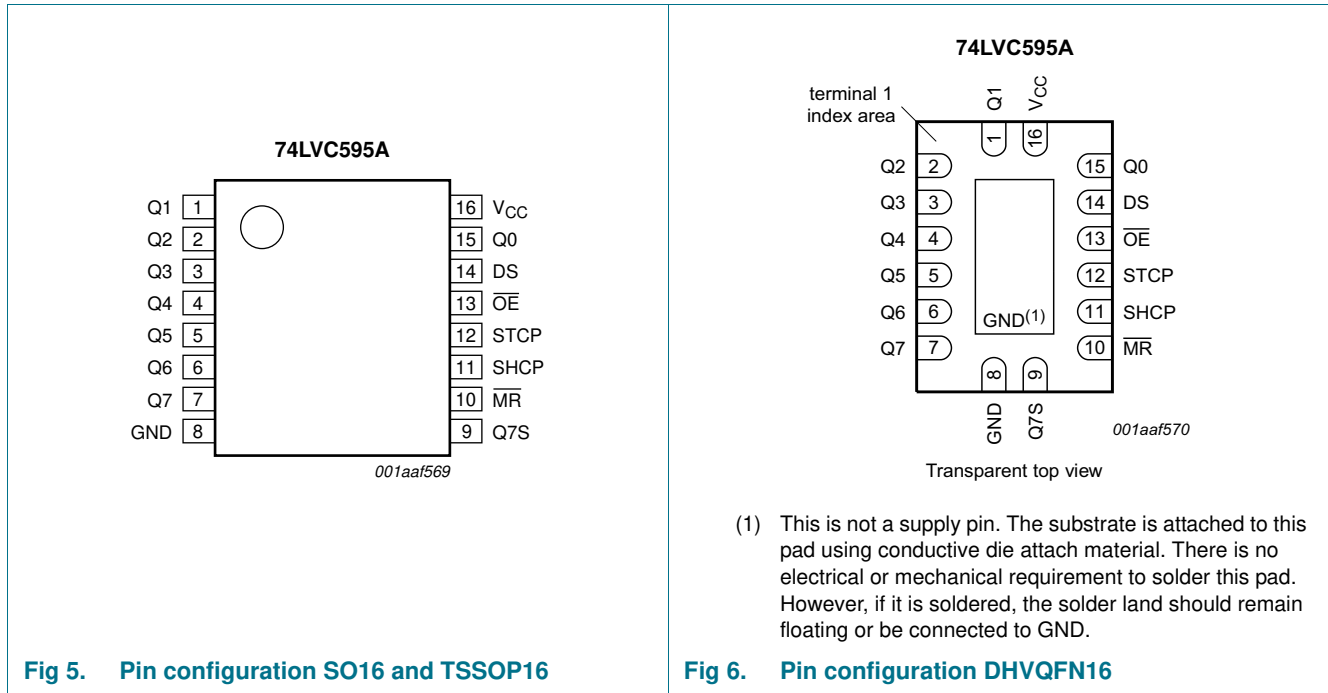 74LVC595A
Q1 1
Q2 2
Q3 3
Q4 4
Q5 5
Q6 6
Q7 7
GND 8
16 VCC
15 Q0
14 DS
13 OE
12 STCP
11 SHCP
10 MR
9 Q7S
001aaf569
Fig 5. Pin configuration SO16 and TSSOP16
74LVC595A
terminal 1
index area
Q1
VCC
1
16
Q2 2
Q3 3
Q4 4
Q5 5
Q6 6
Q7 7
15 Q0
14 DS
13 OE
12 STCP
11 SHCP
10 MR
GND(1)
8
9
GND
Q7S
001aaf570
Transparent top view
(1) This is not a supply pin. The substrate is attached to this
pad using conductive die attach material. There is no
electrical or mechanical requirement to solder this pad.
However, if it is soldered, the solder land should remain
floating or be connected to GND.
Fig 6. Pin configuration DHVQFN16